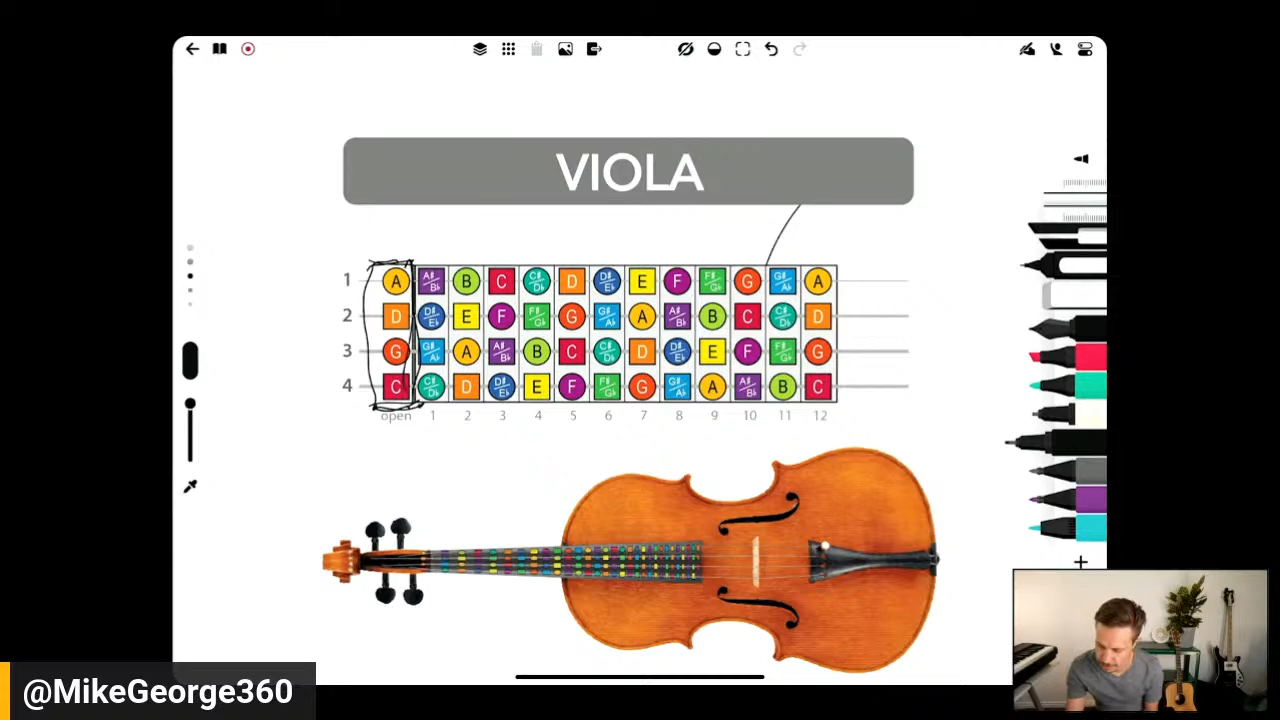 VIOLA
1 A A# B♭ B C C# D♭ D D# E♭ E F F# G♭ G G# A♭ A
2 D D# E♭ E F F# G♭ G G# A♭ A A# B♭ B C C# D♭ D
3 G G# A♭ A A# B♭ B C C# D♭ D D# E♭ E F F# G♭ G
4 C C# D♭ D D# E♭ E F F# G♭ G G# A♭ A A# B♭ B C
open 1 2 3 4 5 6 7 8 9 10 11 12
@MikeGeorge360